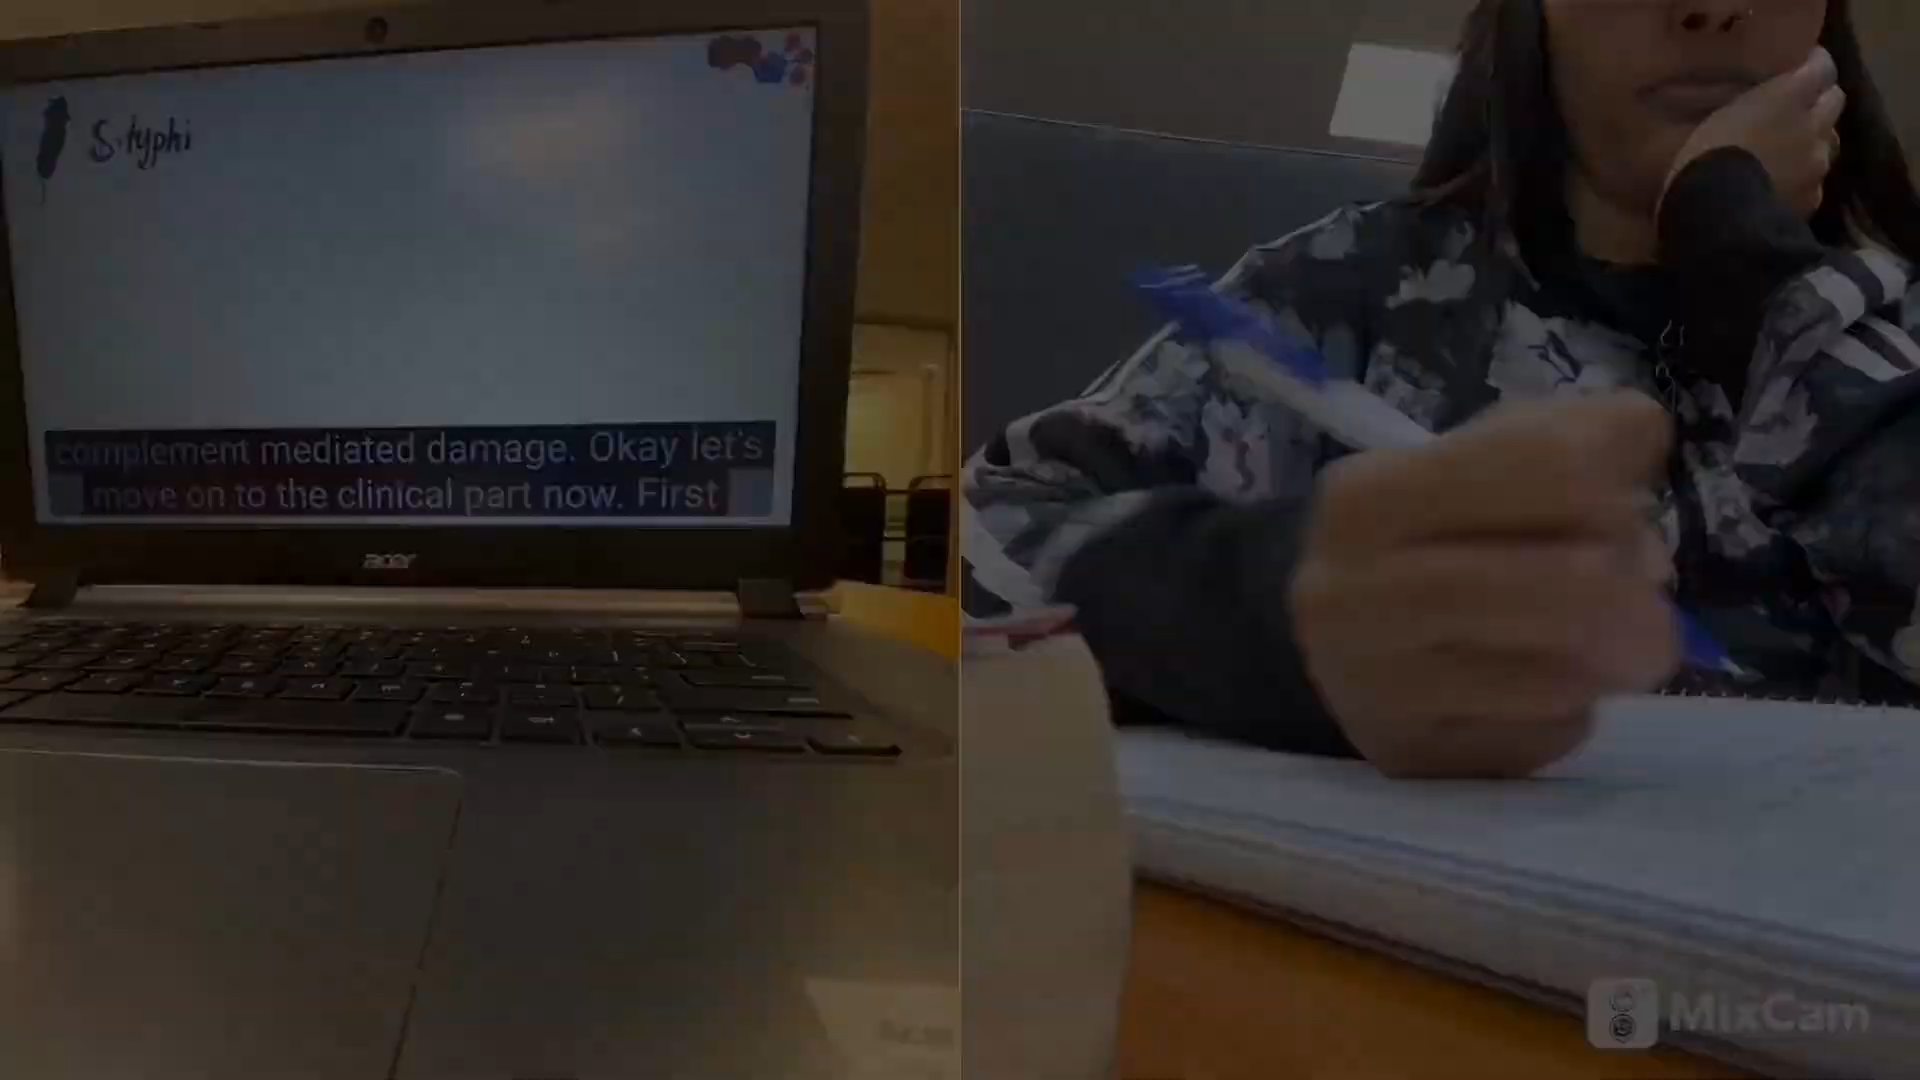 S. typhi
complement mediated damage. Okay let's
move on to the clinical part now. First
acer
MixCam